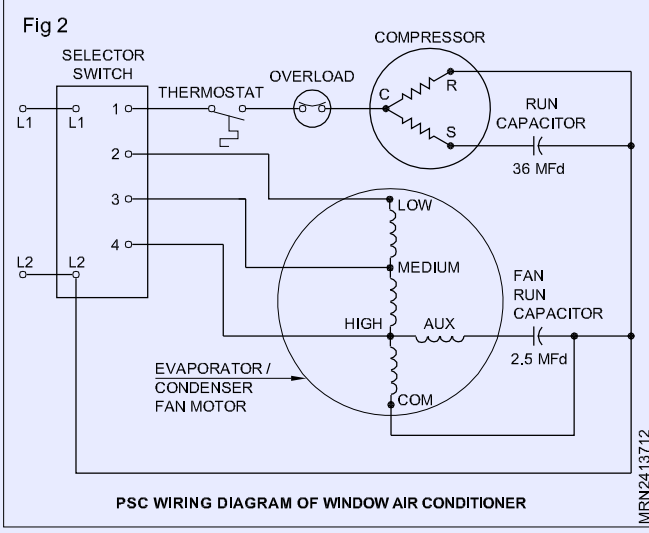 Fig 2
SELECTOR
SWITCH
THERMOSTAT
OVERLOAD
COMPRESSOR
L1
L1
1
C
R
S
RUN
CAPACITOR
36 MFd
2
3
4
L2
L2
LOW
MEDIUM
HIGH
AUX
COM
FAN
RUN
CAPACITOR
2.5 MFd
EVAPORATOR /
CONDENSER
FAN MOTOR
PSC WIRING DIAGRAM OF WINDOW AIR CONDITIONER
MRN2413712